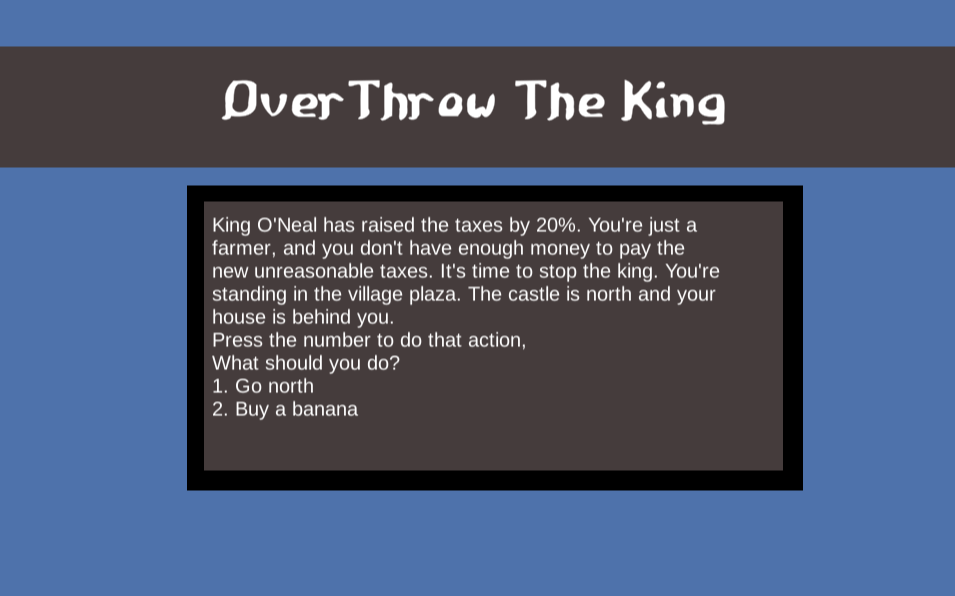 OverThrow The King
King O'Neal has raised the taxes by 20%. You're just a
farmer, and you don't have enough money to pay the
new unreasonable taxes. It's time to stop the king. You're
standing in the village plaza. The castle is north and your
house is behind you.
Press the number to do that action,
What should you do?
1. Go north
2. Buy a banana